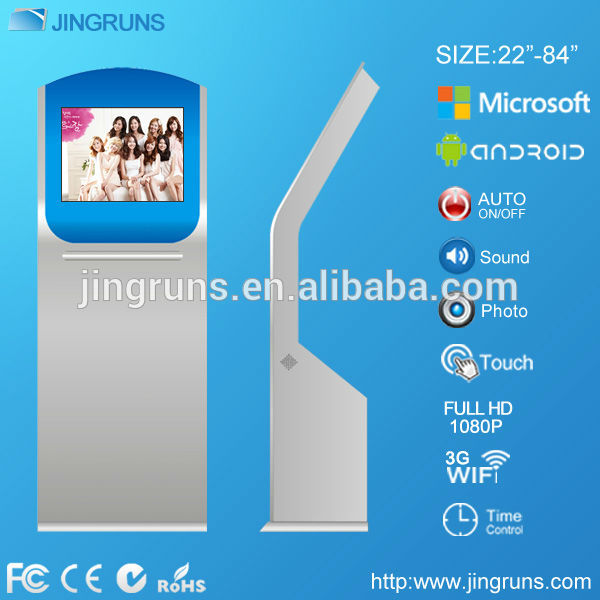 JINGRUNS
SIZE:22”-84”
Microsoft
ANDROID
AUTO
ON/OFF
Sound
jingruns.en.alibaba.com
Photo
Touch
FULL HD
1080P
3G
WiFi
Time
Control
FC CE RoHS
http:www.jingruns.com